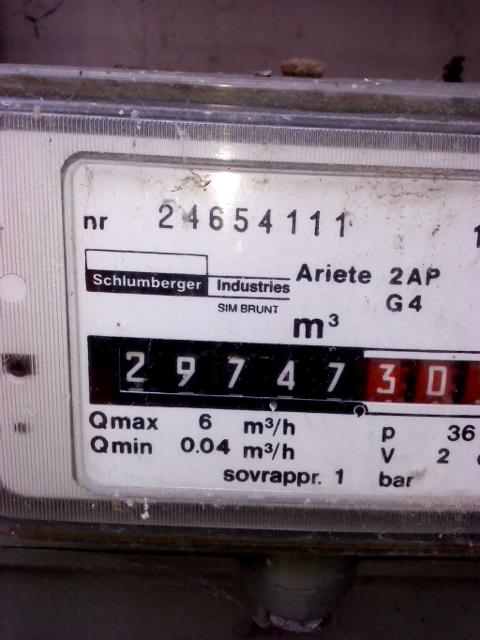 nr 24654111
Schlumberger Industries
SIM BRUNT
Ariete 2AP
G4
m³
29747 30
Qmax 6 m³/h
Qmin 0.04 m³/h
sovrappr. 1
p 36
V 2
bar